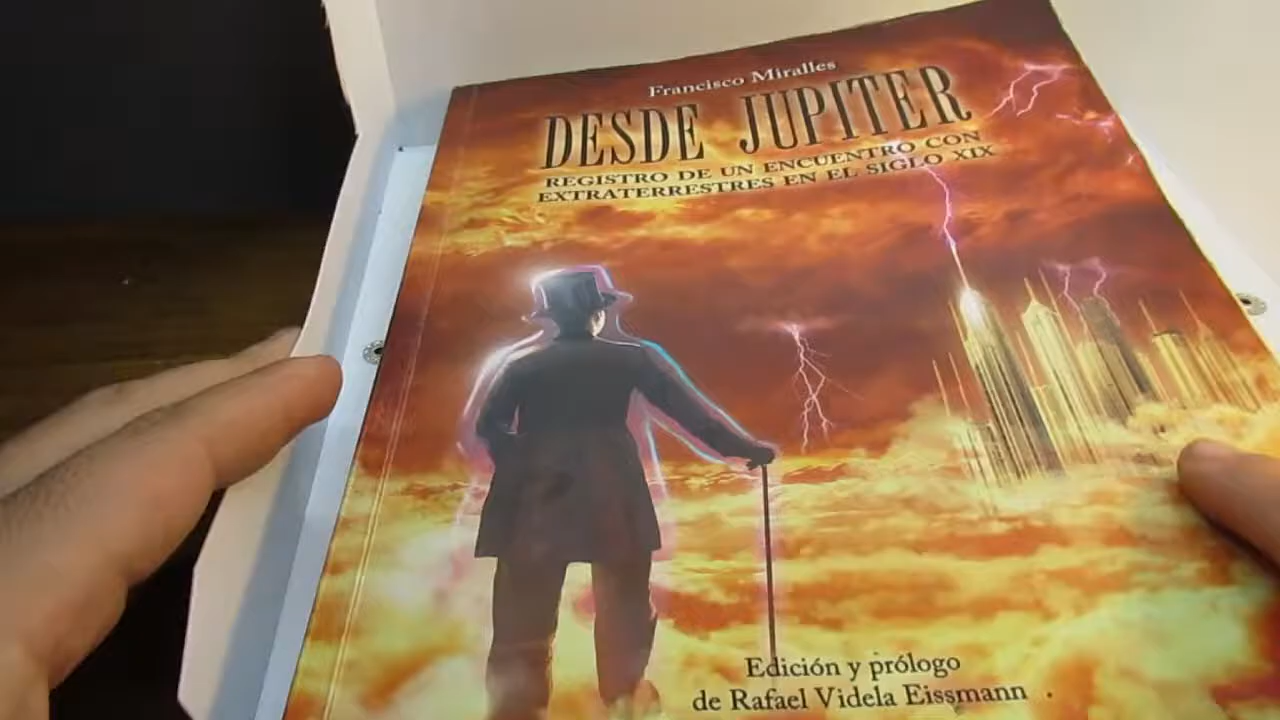 Francisco Miralles
DESDE JUPITER
REGISTRO DE UN ENCUENTRO CON
EXTRATERRESTRES EN EL SIGLO XIX
Edición y prólogo
de Rafael Videla Eissmann